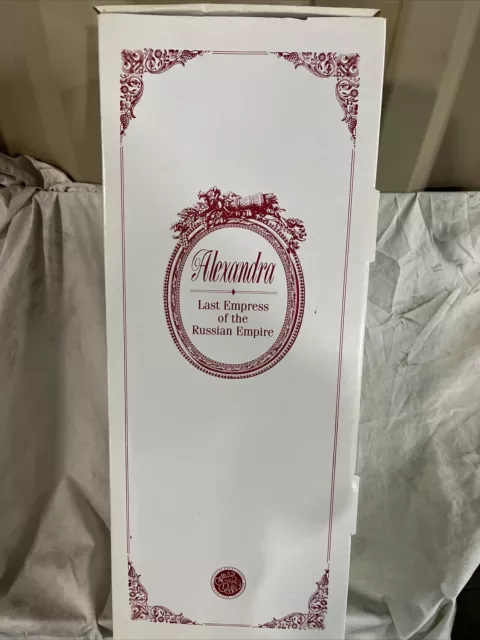 Alexandra
Last Empress
of the
Russian Empire